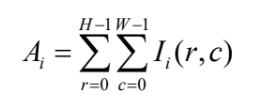 A_i = \sum_{r=0}^{H-1} \sum_{c=0}^{W-1} I_i(r,c)